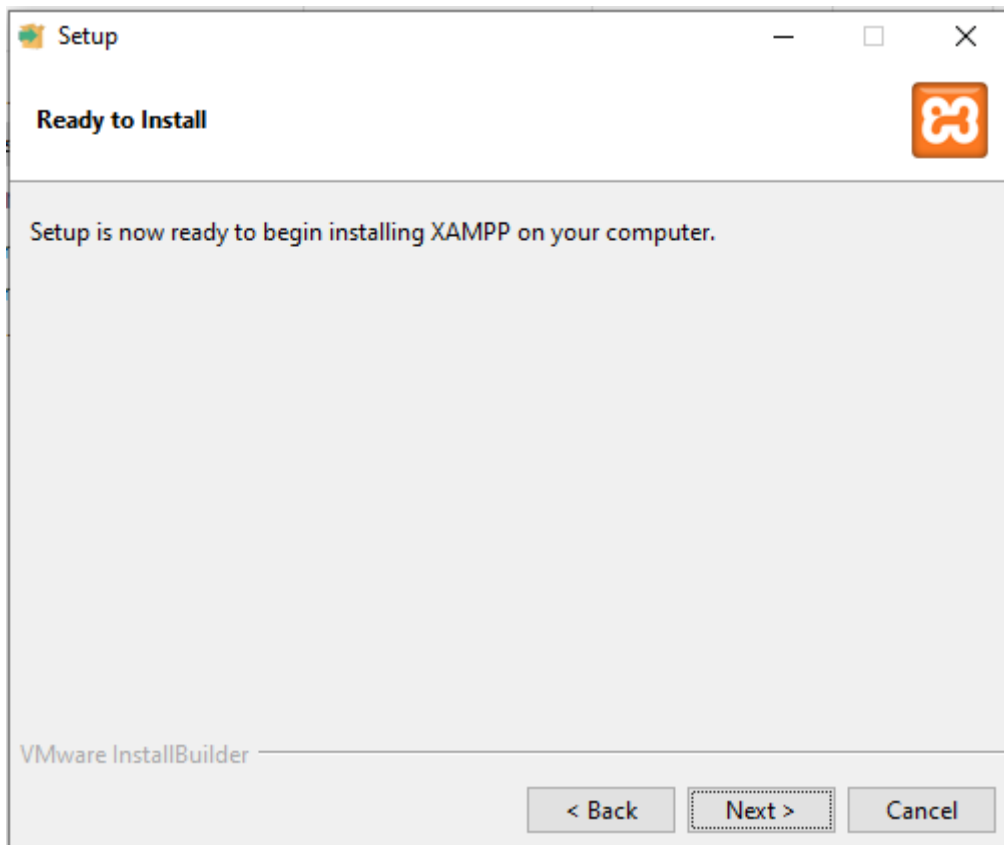 Setup
Ready to Install
Setup is now ready to begin installing XAMPP on your computer.
VMware InstallBuilder
< Back
Next >
Cancel